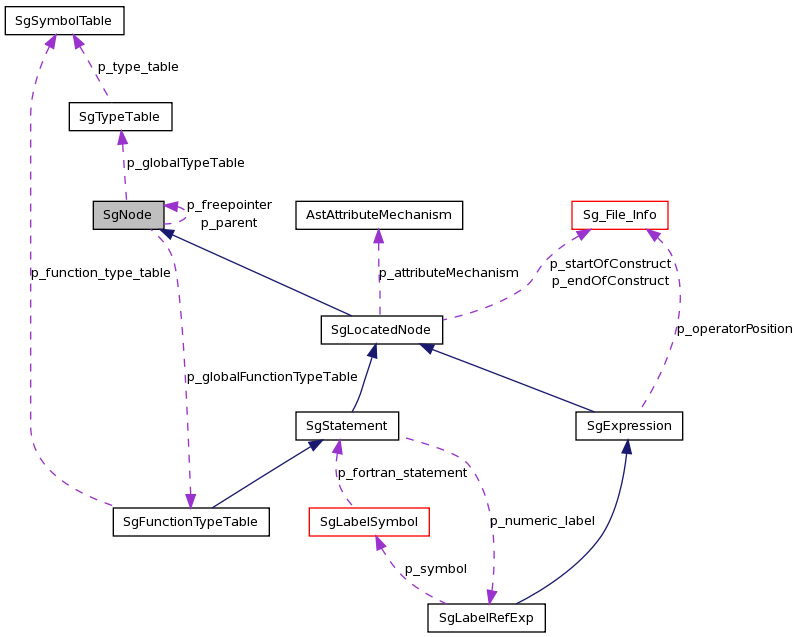 SgSymbolTable
p_type_table
SgTypeTable
p_globalTypeTable
SgNode
p_freepointer
p_parent
AstAttributeMechanism
Sg_File_Info
p_function_type_table
p_attributeMechanism
p_startOfConstruct
p_endOfConstruct
SgLocatedNode
p_operatorPosition
p_globalFunctionTypeTable
SgStatement
SgExpression
p_fortran_statement
SgFunctionTypeTable
SgLabelSymbol
p_numeric_label
p_symbol
SgLabelRefExp